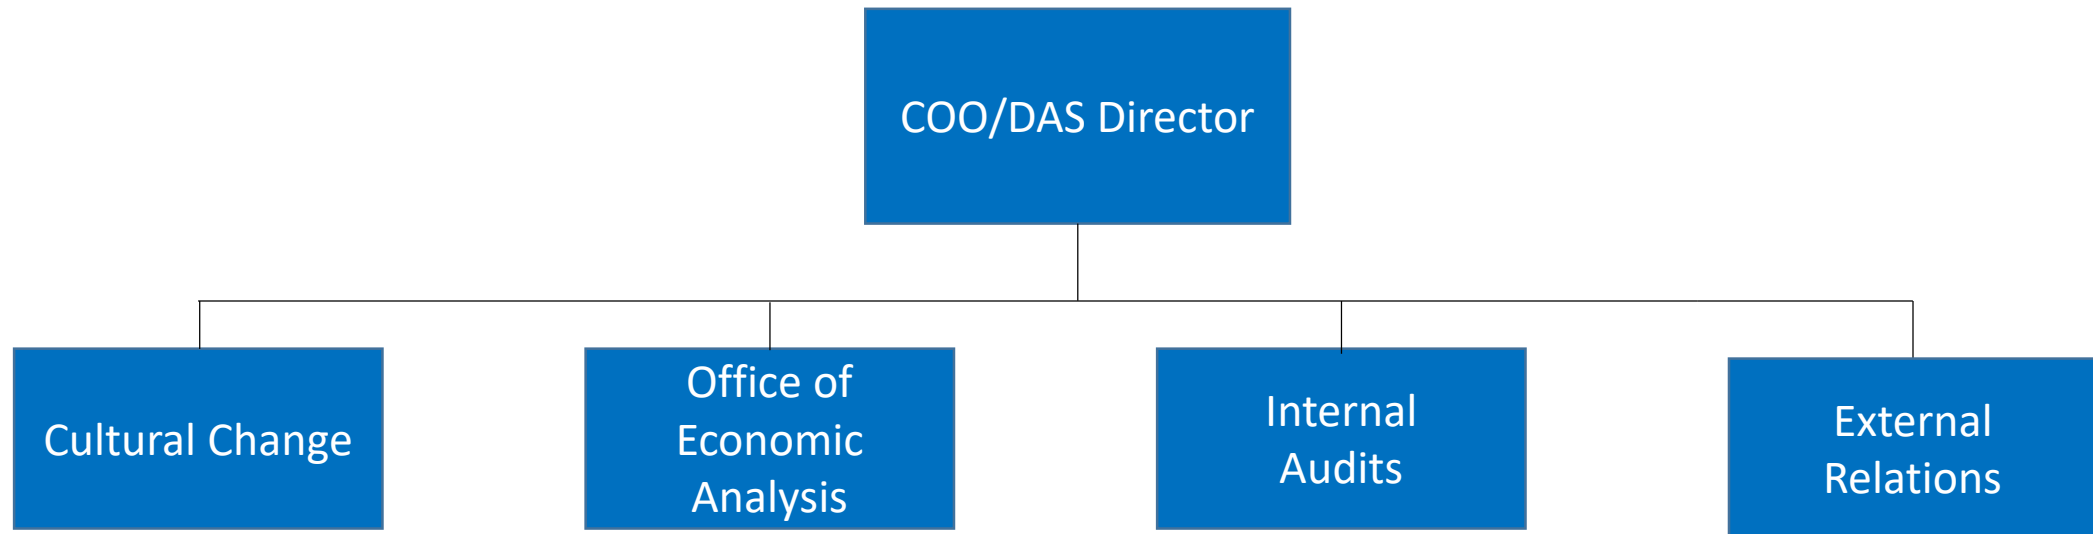 COO/DAS Director
Cultural Change
Office of
Economic
Analysis
Internal
Audits
External
Relations